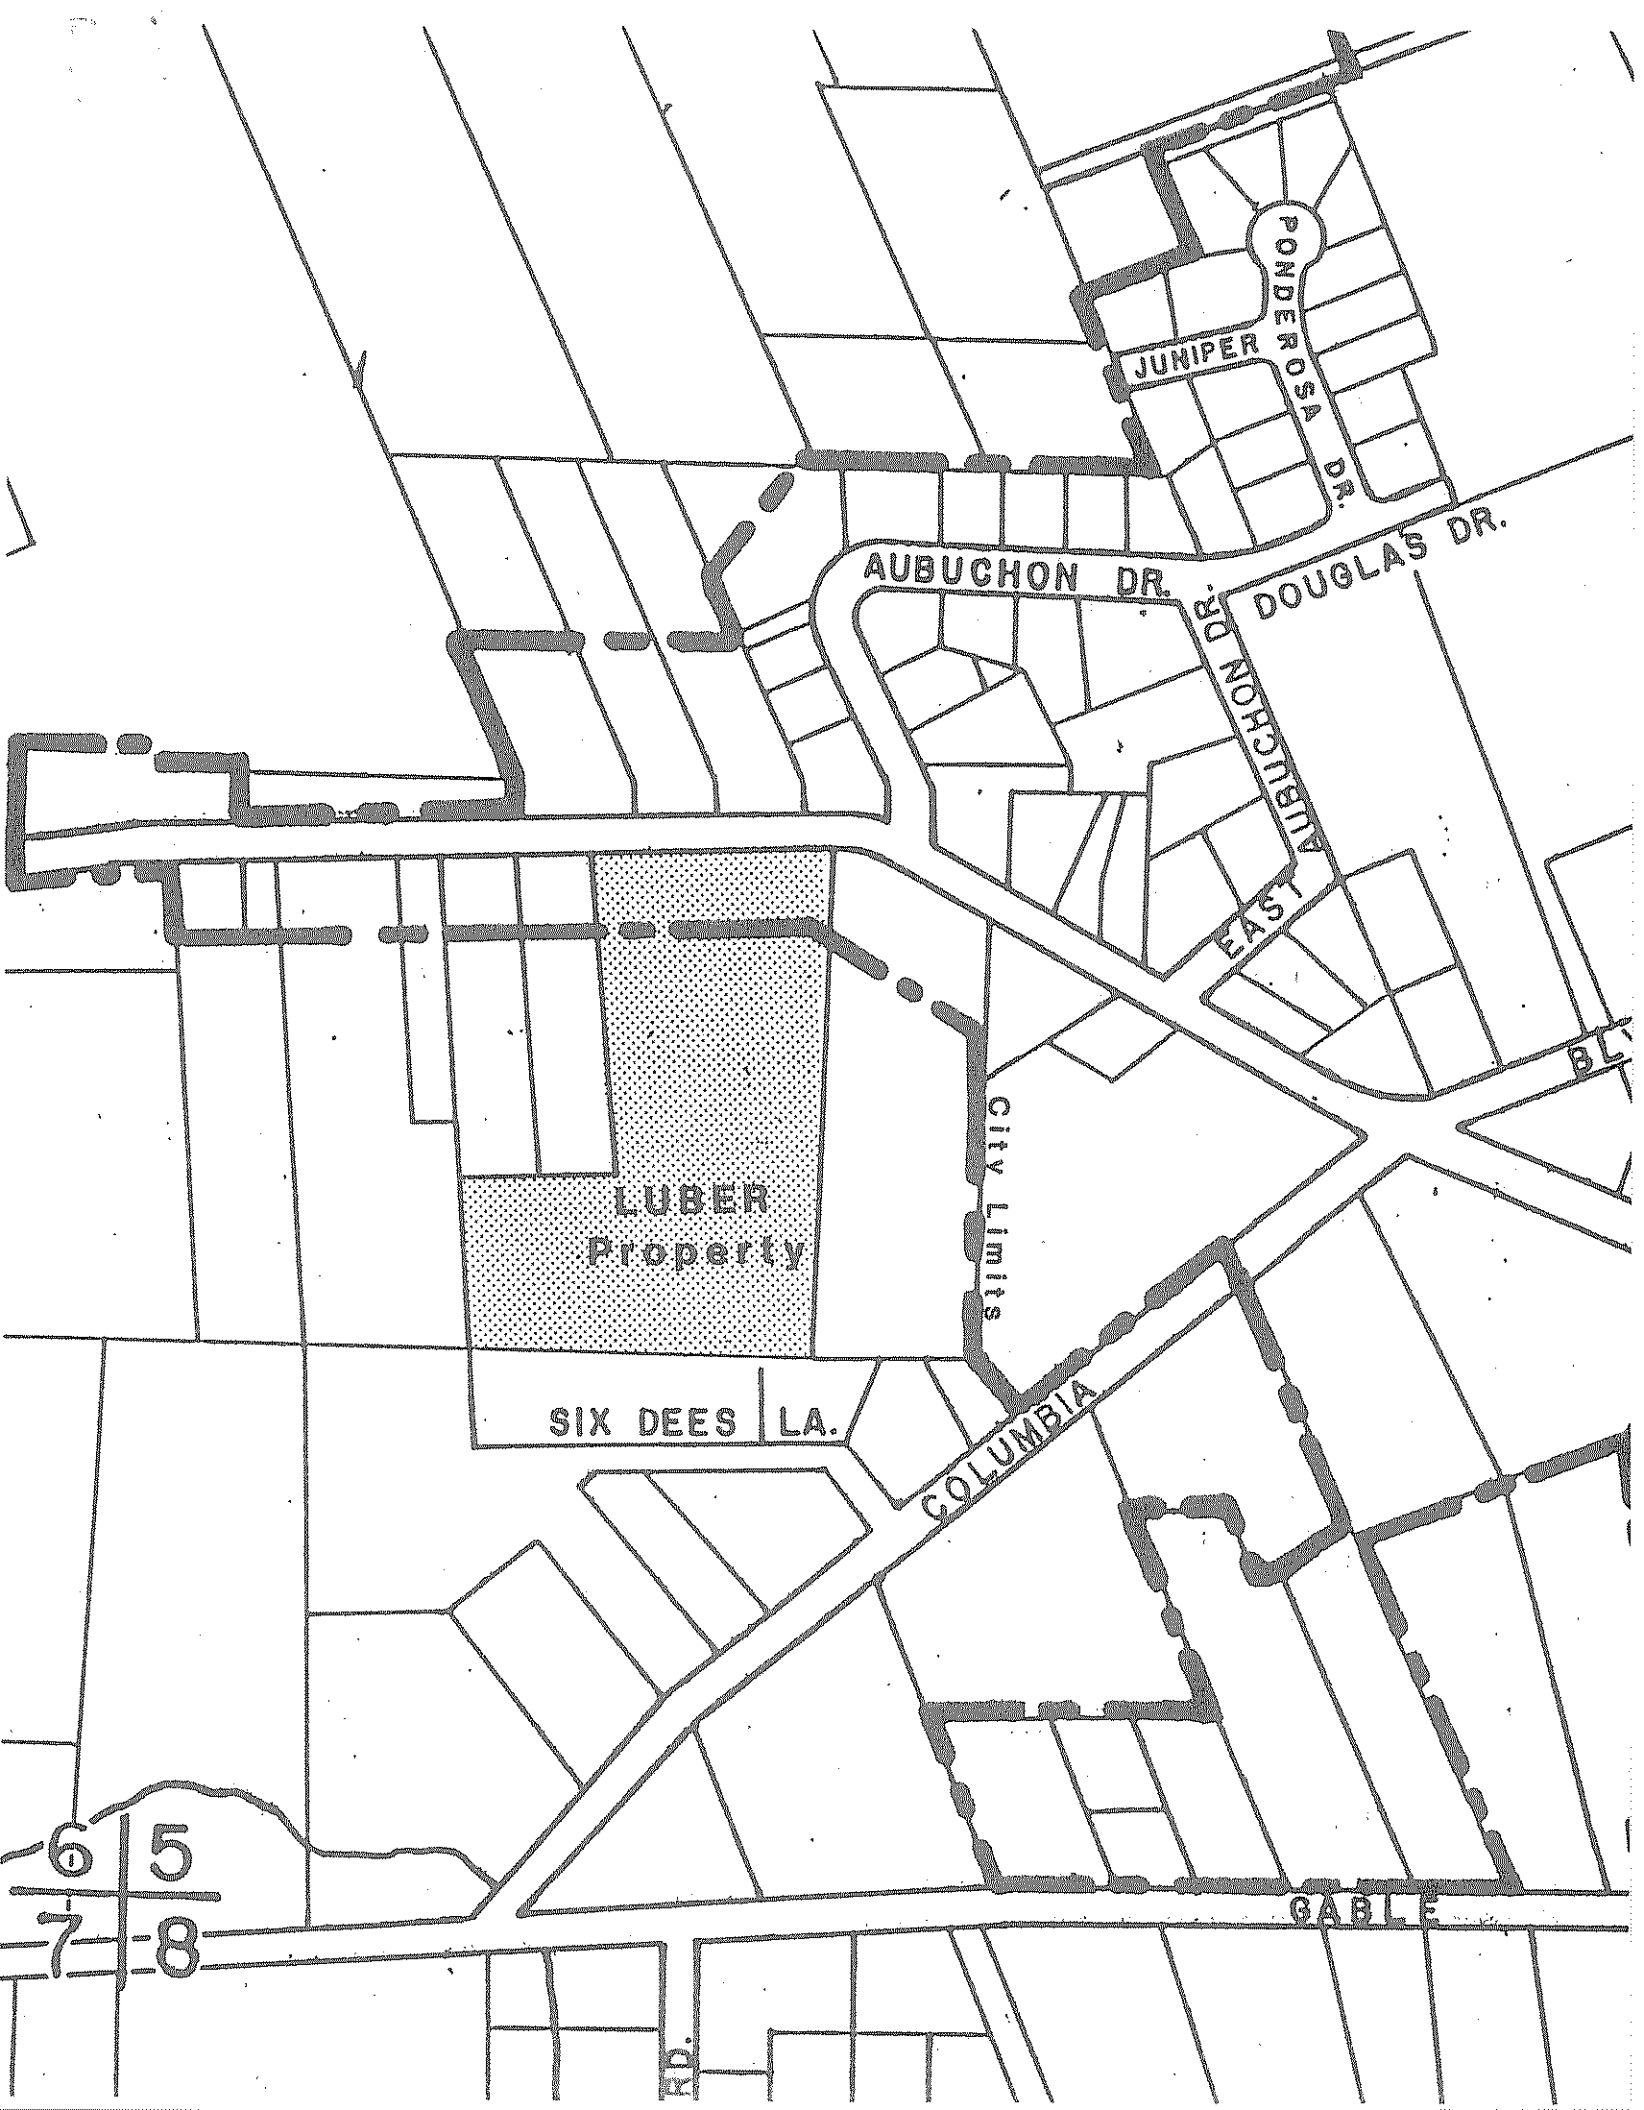 PONDEROSA DR.
JUNIPER
AUBUCHON DR.
DOUGLAS DR.
AUBUCHON DR.
EAST
City Limits
LUBER
Property
SIX DEES LA.
COLUMBIA
6 5
7 8
GABLE
RD.